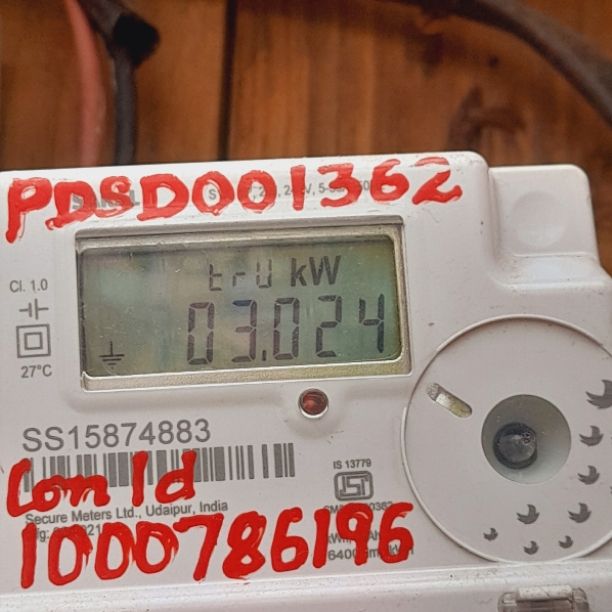 PDSD001362
Cl. 1.0
trU kW
03.024
27°C
SS15874883
IS 13779
Con Id
Secure Meters Ltd., Udaipur, India
1000786196